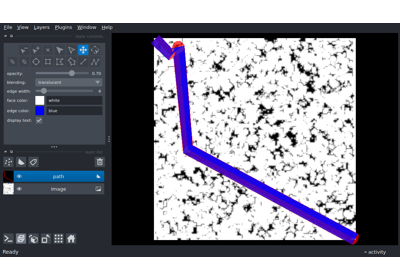 File View Layers Plugins Window Help
opacity: 0.70
blending: translucent
edge width:
face color: white
edge color: blue
display text:
path
Image
Ready
activity